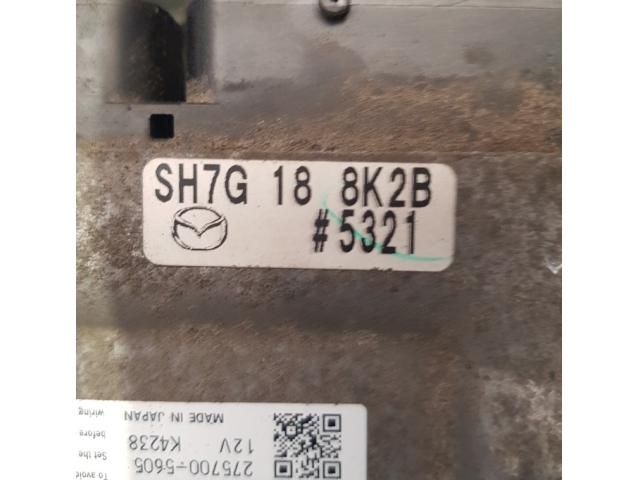 SH7G 18 8K2B
#5321
275700-5605
12V K4238
MADE IN JAPAN
To avoid
Set the
before
wiring